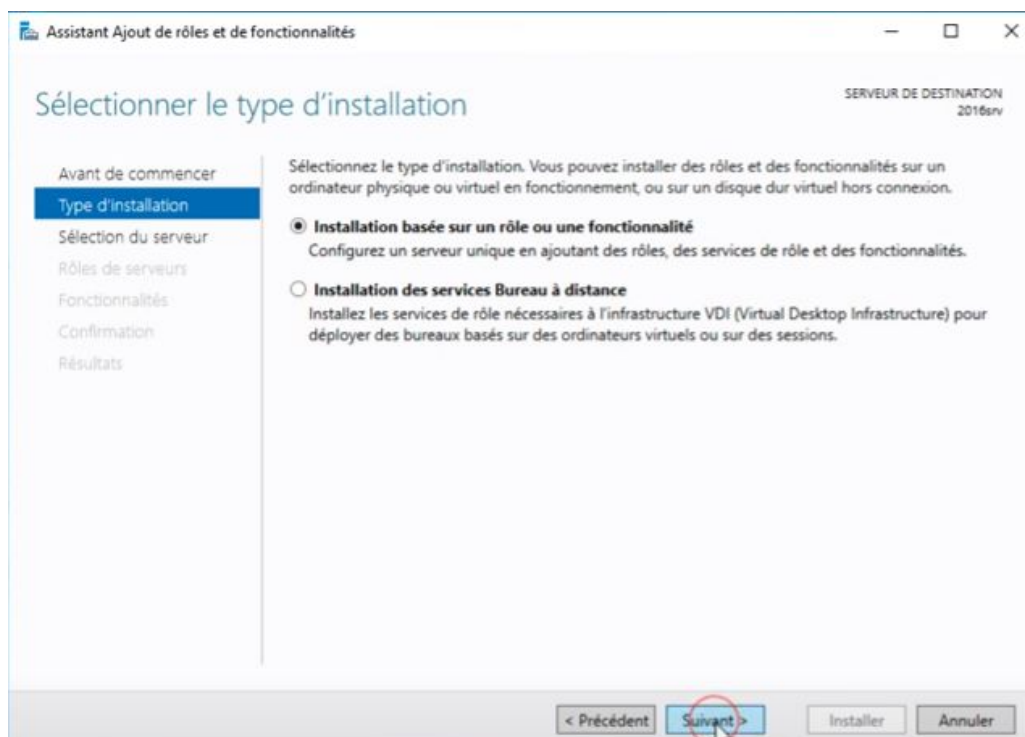 Assistant Ajout de rôles et de fonctionnalités
Sélectionner le type d'installation
SERVEUR DE DESTINATION
2016srv
Avant de commencer
Type d'installation
Sélection du serveur
Rôles de serveurs
Fonctionnalités
Confirmation
Résultats
Sélectionnez le type d'installation. Vous pouvez installer des rôles et des fonctionnalités sur un
ordinateur physique ou virtuel en fonctionnement, ou sur un disque dur virtuel hors connexion.
Installation basée sur un rôle ou une fonctionnalité
Configurez un serveur unique en ajoutant des rôles, des services de rôle et des fonctionnalités.
Installation des services Bureau à distance
Installez les services de rôle nécessaires à l'infrastructure VDI (Virtual Desktop Infrastructure) pour
déployer des bureaux basés sur des ordinateurs virtuels ou sur des sessions.
< Précédent
Suivant >
Installer
Annuler